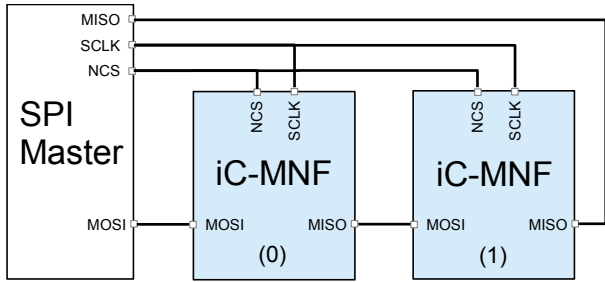 MISO
SCLK
NCS
SPI
Master
MOSI
NCS
SCLK
iC-MNF
MOSI
MISO
(0)
NCS
SCLK
iC-MNF
MOSI
MISO
(1)